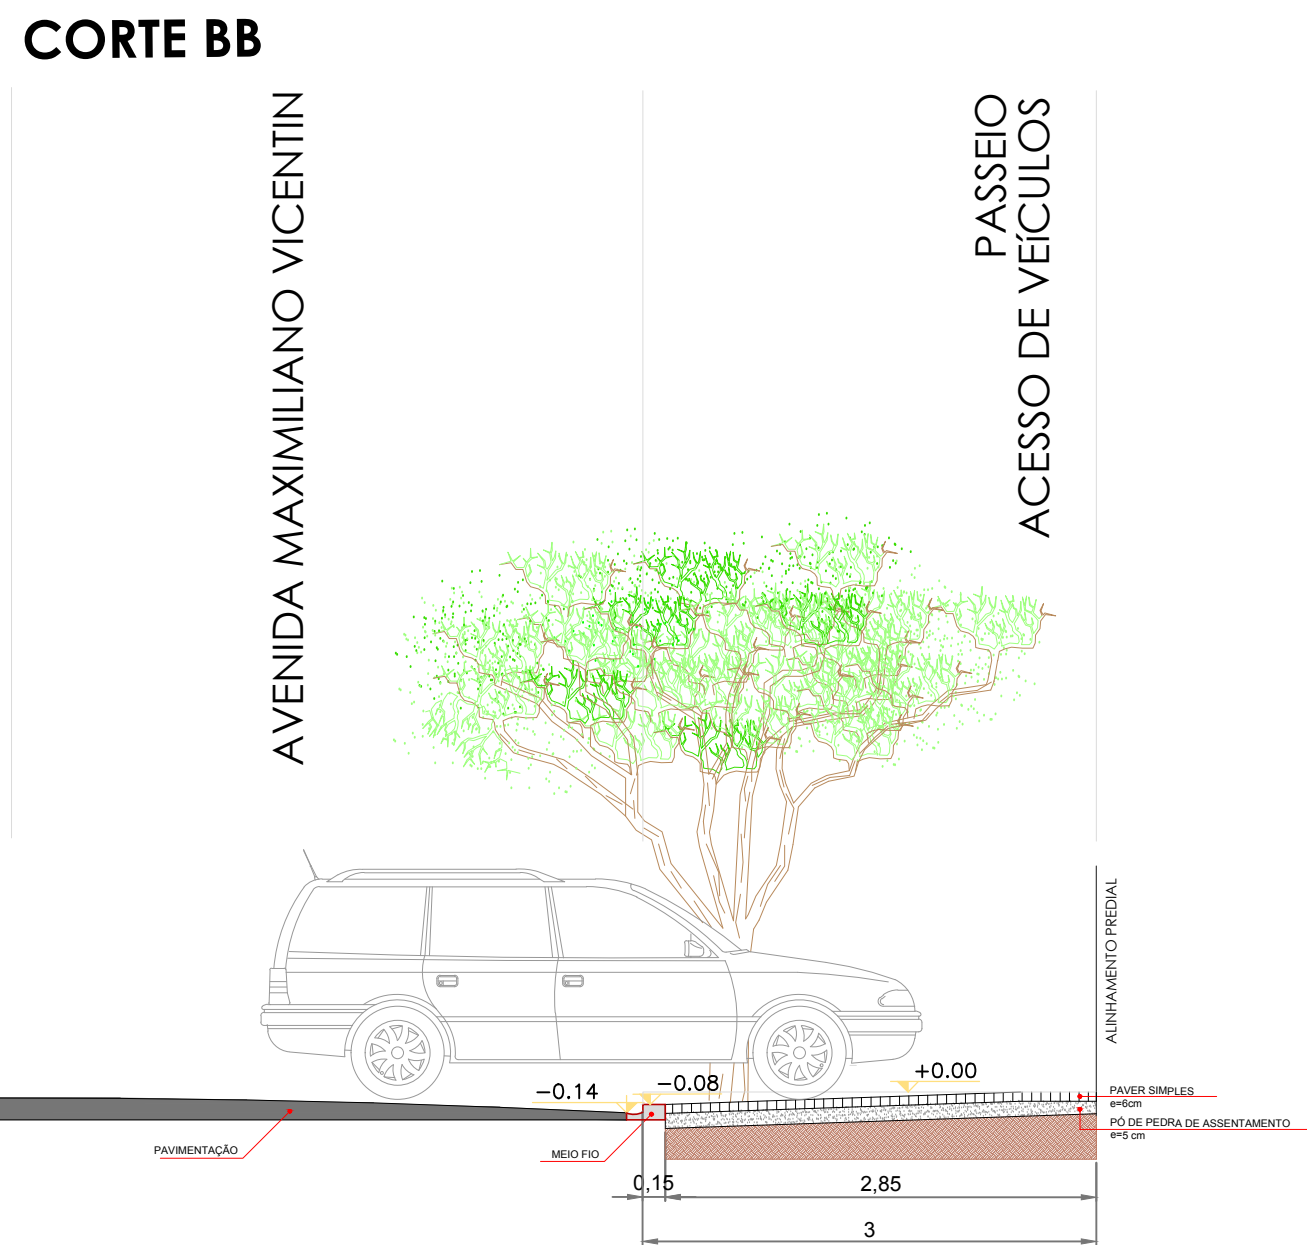 CORTE BB
AVENIDA MAXIMILIANO VICENTIN
PASSEIO
ACESSO DE VEíCULOS
ALINHAMENTO PREDIAL
+0.00
-0.08
-0.14
PAVER SIMPLES
e=6cm
PÓ DE PEDRA DE ASSENTAMENTO
e=5 cm
PAVIMENTAÇÃO
MEIO FIO
0,15
2,85
3